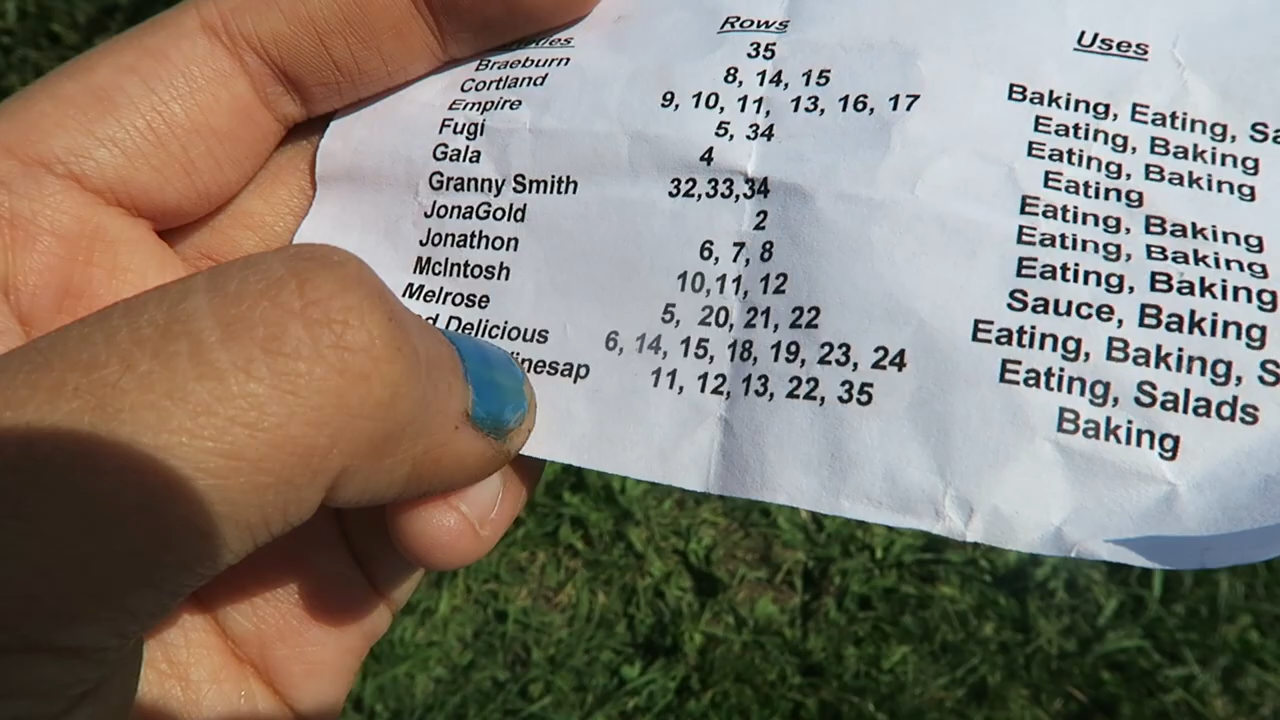 Braeburn
Cortland
Empire
Fugi
Gala
Granny Smith
JonaGold
Jonathon
McIntosh
Melrose
Delicious
Rows
35
8, 14, 15
9, 10, 11, 13, 16, 17
5, 34
4
32,33,34
2
6, 7, 8
10,11, 12
5, 20, 21, 22
6, 14, 15, 18, 19, 23, 24
11, 12, 13, 22, 35
Uses
Baking, Eating,
Eating, Baking
Eating, Baking
Eating
Eating, Baking
Eating, Baking
Eating, Baking
Sauce, Baking
Eating, Baking,
Eating, Salads
Baking